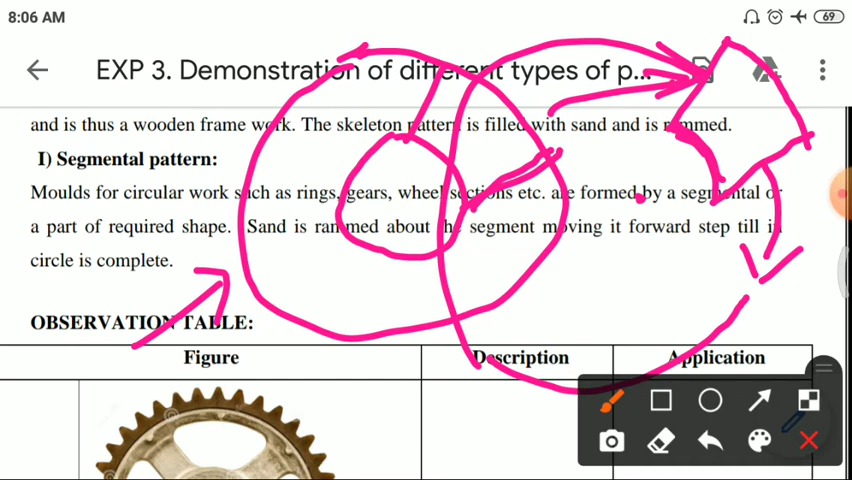 8:06 AM 69
EXP 3. Demonstration of different types of p...
and is thus a wooden frame work. The skeleton pattern is filled with sand and is rammed.
I) Segmental pattern:
Moulds for circular work such as rings, gears, wheel sections etc. are formed by a segmental or
a part of required shape. Sand is rammed about the segment moving it forward step till
circle is complete.
OBSERVATION TABLE:
Figure Description Application